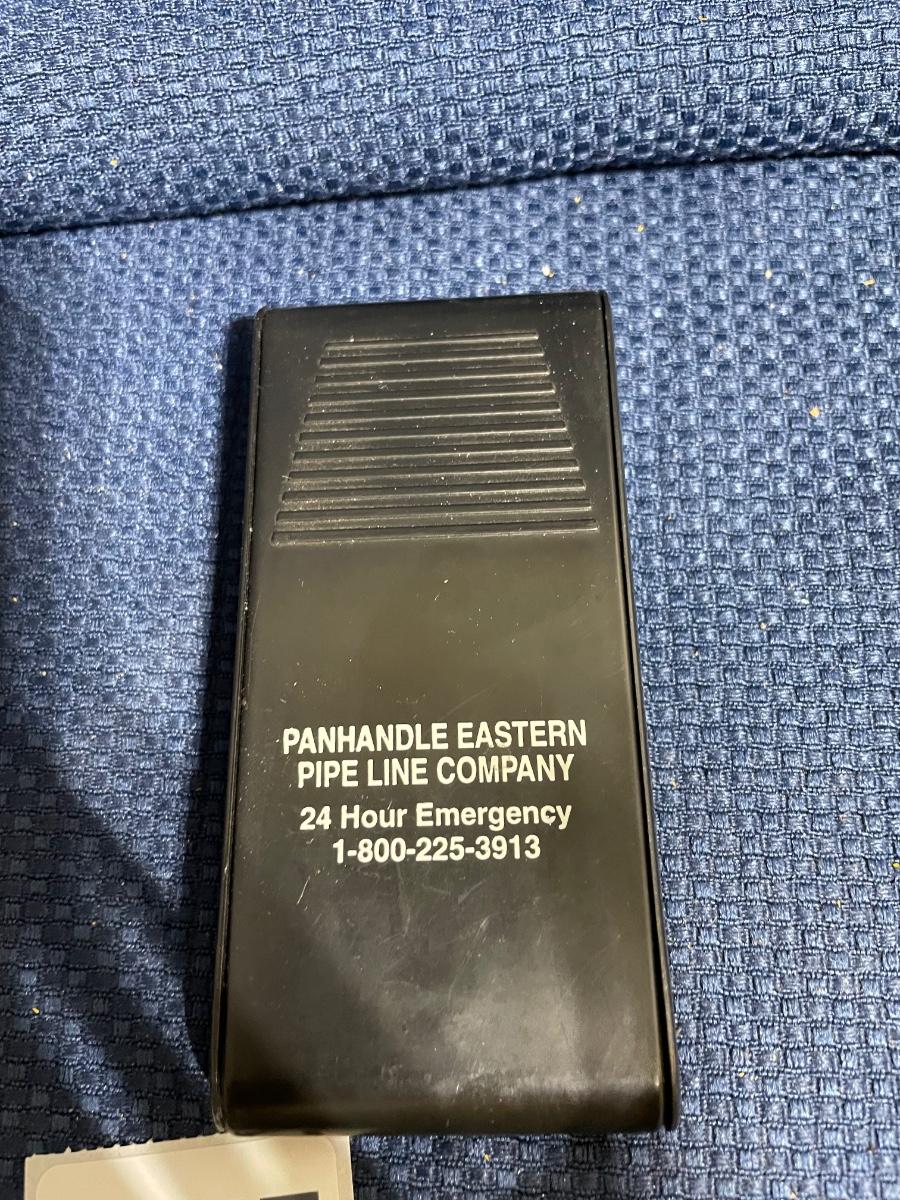 PANHANDLE EASTERN
PIPE LINE COMPANY
24 Hour Emergency
1-800-225-3913